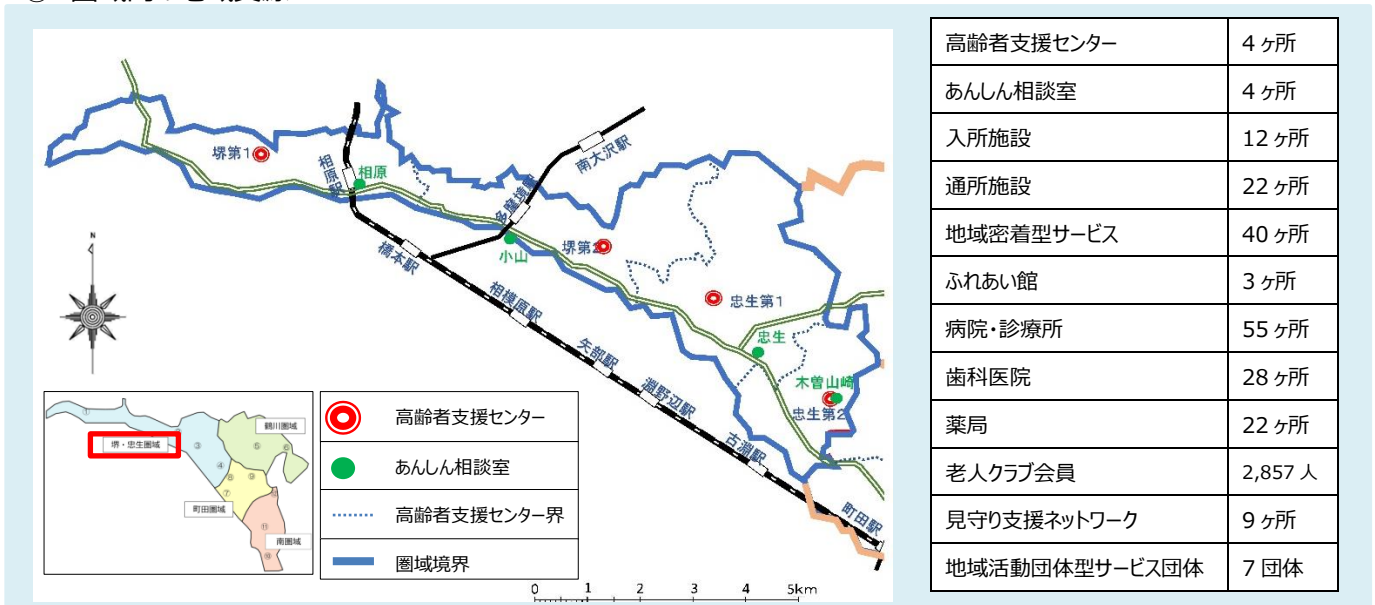 堺第1
相原駅
相原
南大沢駅
多摩境駅
小山
堺第2
橋本駅
相模原駅
忠生第1
矢部駅
忠生
淵野辺駅
木曽山崎
忠生第2
古淵駅
町田駅
N
堺・忠生圏域
鶴川圏域
町田圏域
南圏域
①
③
④
⑤
⑥
⑦
⑧
⑨
⑪
高齢者支援センター
あんしん相談室
高齢者支援センター界
圏域境界
0 1 2 3 4 5km
高齢者支援センター 4 ヶ所
あんしん相談室 4 ヶ所
入所施設 12 ヶ所
通所施設 22 ヶ所
地域密着型サービス 40 ヶ所
ふれあい館 3 ヶ所
病院・診療所 55 ヶ所
歯科医院 28 ヶ所
薬局 22 ヶ所
老人クラブ会員 2,857 人
見守り支援ネットワーク 9 ヶ所
地域活動団体型サービス団体 7 団体